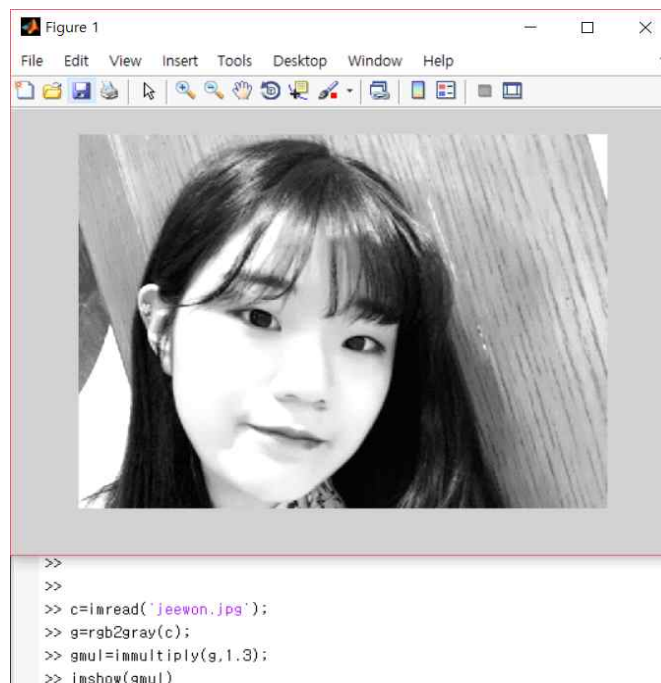 Figure 1
File Edit View Insert Tools Desktop Window Help
>>
>>
>> c=imread('jeewon.jpg');
>> g=rgb2gray(c);
>> gmul=immultiply(g,1.3);
>> imshow(gmul)